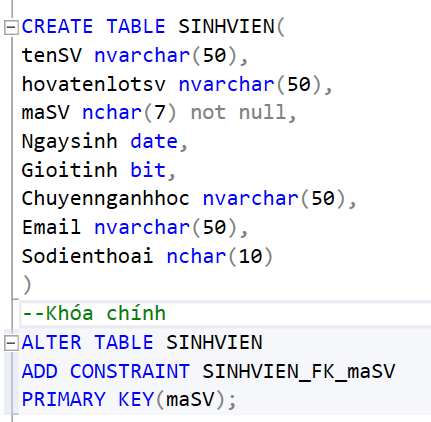 CREATE TABLE SINHVIEN(
tenSV nvarchar(50),
hovatenlotsv nvarchar(50),
maSV nchar(7) not null,
Ngaysinh date,
Gioitinh bit,
Chuyennganhhoc nvarchar(50),
Email nvarchar(50),
Sodienthoai nchar(10)
)
--Khóa chính
ALTER TABLE SINHVIEN
ADD CONSTRAINT SINHVIEN_FK_maSV
PRIMARY KEY(maSV);